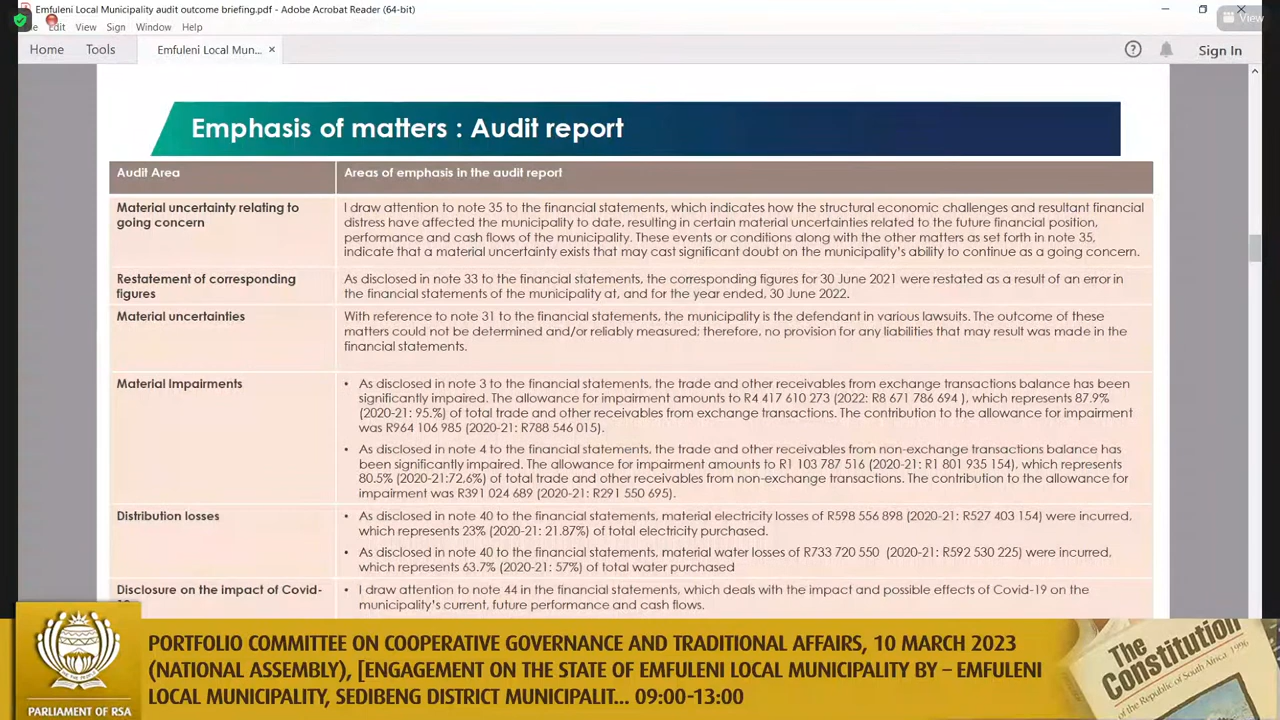 Emfuleni Local Municipality audit outcome briefing.pdf - Adobe Acrobat Reader (64-bit)
Edit View Sign Window Help
View
Home Tools Emfuleni Local Mun... × Sign In
Emphasis of matters : Audit report
Audit Area Areas of emphasis in the audit report
Material uncertainty relating to
going concern
I draw attention to note 35 to the financial statements, which indicates how the structural economic challenges and resultant financial
distress have affected the municipality to date, resulting in certain material uncertainties related to the future financial position,
performance and cash flows of the municipality. These events or conditions along with the other matters as set forth in note 35,
indicate that a material uncertainty exists that may cast significant doubt on the municipality's ability to continue as a going concern.
Restatement of corresponding
figures
As disclosed in note 33 to the financial statements, the corresponding figures for 30 June 2021 were restated as a result of an error in
the financial statements of the municipality at, and for the year ended, 30 June 2022.
Material uncertainties
With reference to note 31 to the financial statements, the municipality is the defendant in various lawsuits. The outcome of these
matters could not be determined and/or reliably measured; therefore, no provision for any liabilities that may result was made in the
financial statements.
Material Impairments
• As disclosed in note 3 to the financial statements, the trade and other receivables from exchange transactions balance has been
significantly impaired. The allowance for impairment amounts to R4 417 610 273 (2022: R8 671 786 694 ), which represents 87.9%
(2020-21: 95.%) of total trade and other receivables from exchange transactions. The contribution to the allowance for impairment
was R964 106 985 (2020-21: R788 546 015).
• As disclosed in note 4 to the financial statements, the trade and other receivables from non-exchange transactions balance has
been significantly impaired. The allowance for impairment amounts to R1 103 787 516 (2020-21: R1 801 935 154), which represents
80.5% (2020-21:72.6%) of total trade and other receivables from non-exchange transactions. The contribution to the allowance for
impairment was R391 024 689 (2020-21: R291 550 695).
Distribution losses
• As disclosed in note 40 to the financial statements, material electricity losses of R598 556 898 (2020-21: R527 403 154) were incurred,
which represents 23% (2020-21: 21.87%) of total electricity purchased.
• As disclosed in note 40 to the financial statements, material water losses of R733 720 550 (2020-21: R592 530 225) were incurred,
which represents 63.7% (2020-21: 57%) of total water purchased
Disclosure on the impact of Covid-
• I draw attention to note 44 in the financial statements, which deals with the impact and possible effects of Covid-19 on the
municipality's current, future performance and cash flows.
PORTFOLIO COMMITTEE ON COOPERATIVE GOVERNANCE AND TRADITIONAL AFFAIRS, 10 MARCH 2023
(NATIONAL ASSEMBLY), [ENGAGEMENT ON THE STATE OF EMFULENI LOCAL MUNICIPALITY BY – EMFULENI
LOCAL MUNICIPALITY, SEDIBENG DISTRICT MUNICIPALIT... 09:00-13:00
PARLIAMENT OF RSA
The
Constitution
of the Republic of South Africa, 1996